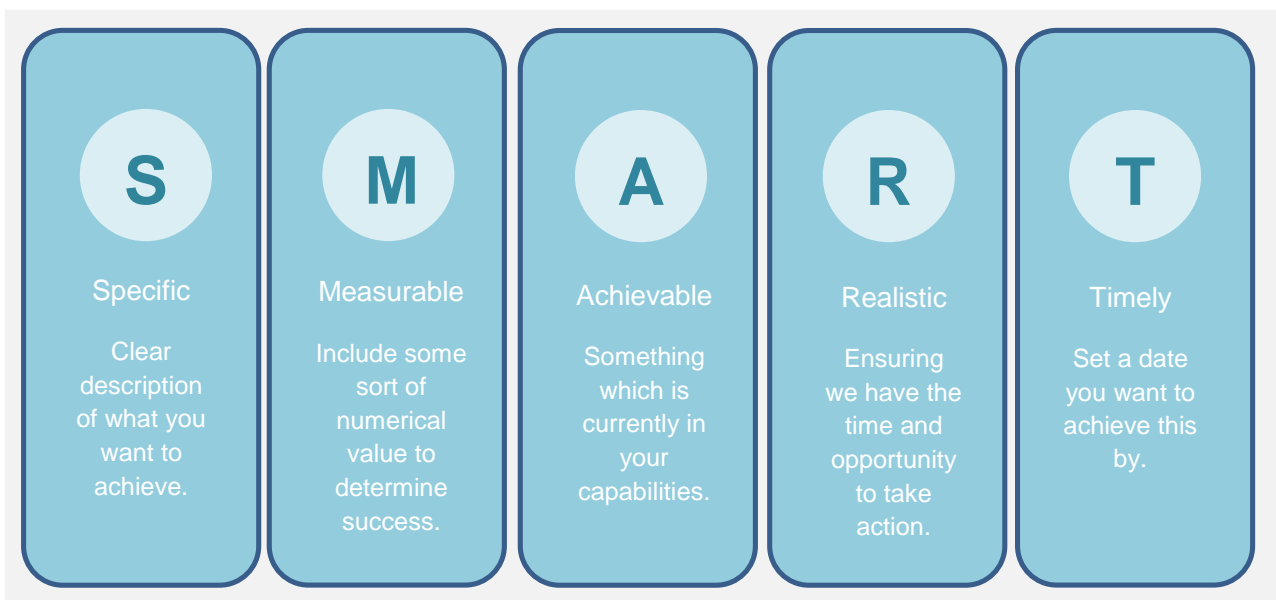 S
Specific
Clear
description
of what you
want to
achieve.
M
Measurable
Include some
sort of
numerical
value to
determine
success.
A
Achievable
Something
which is
currently in
your
capabilities.
R
Realistic
Ensuring
we have the
time and
opportunity
to take
action.
T
Timely
Set a date
you want to
achieve this
by.